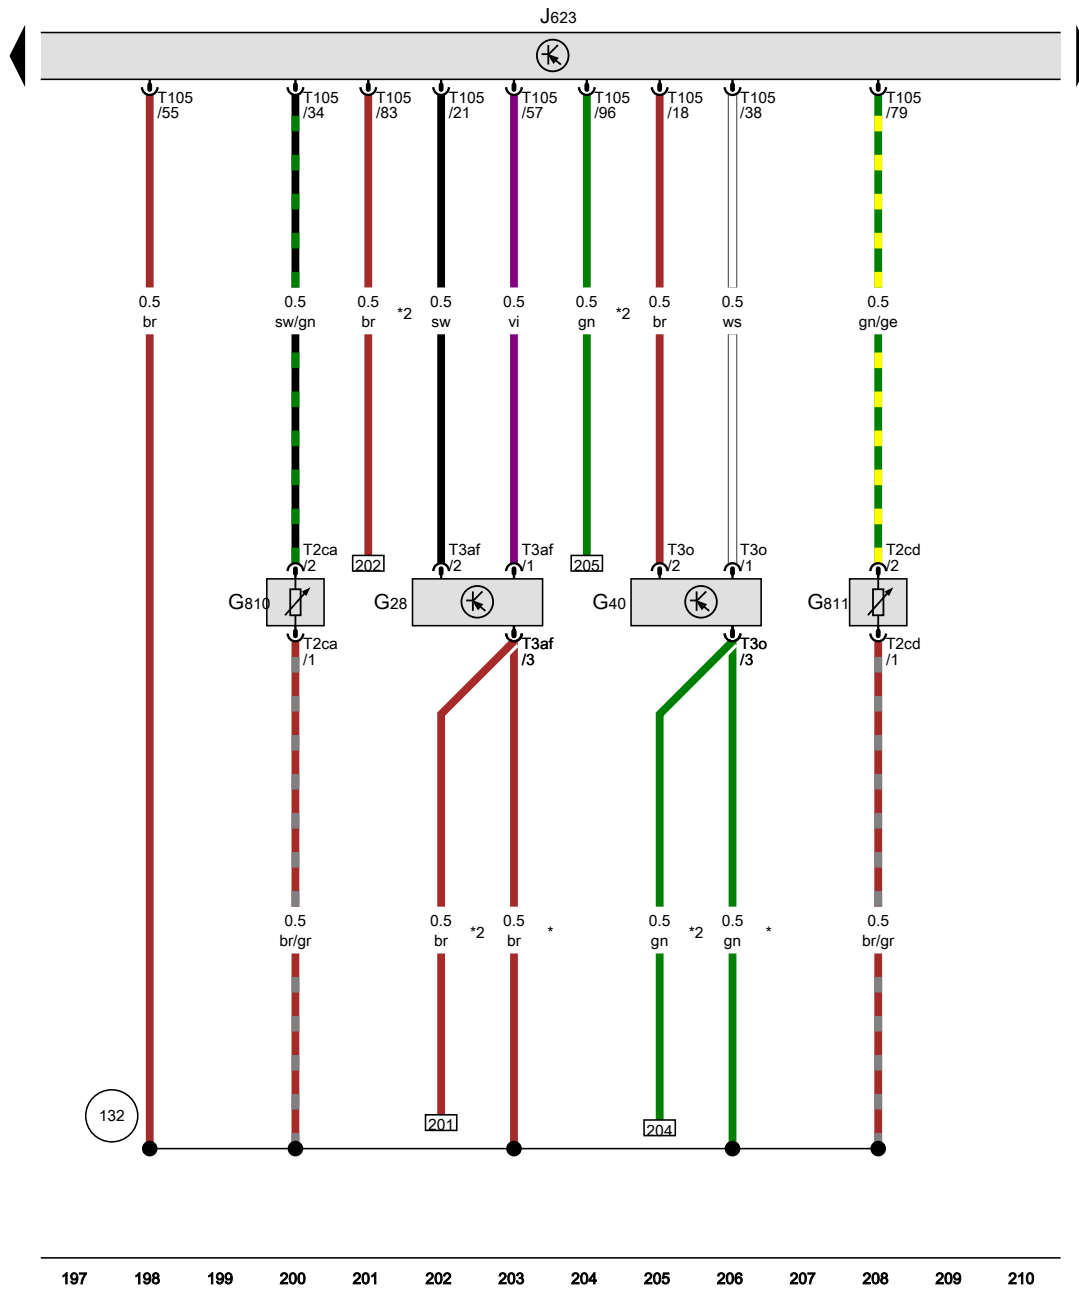 J623
T105 T105 T105 T105 T105 T105 T105 T105 T105
/55 /34 /83 /21 /57 /96 /18 /38 /79
0.5 0.5 0.5 0.5 0.5 0.5 0.5 0.5 0.5
br sw/gn br *2 sw vi gn *2 br ws gn/ge
T2ca T3af T3af T3o T3o T2cd
/2 202 /2 /1 205 /2 /1 /2
G810 G28 G40 G811
T2ca T3af T3o T2cd
/1 /3 /3 /1
0.5 0.5 0.5 0.5 0.5 0.5
br/gr br *2 br * gn *2 gn * br/gr
132 201 204
197 198 199 200 201 202 203 204 205 206 207 208 209 210